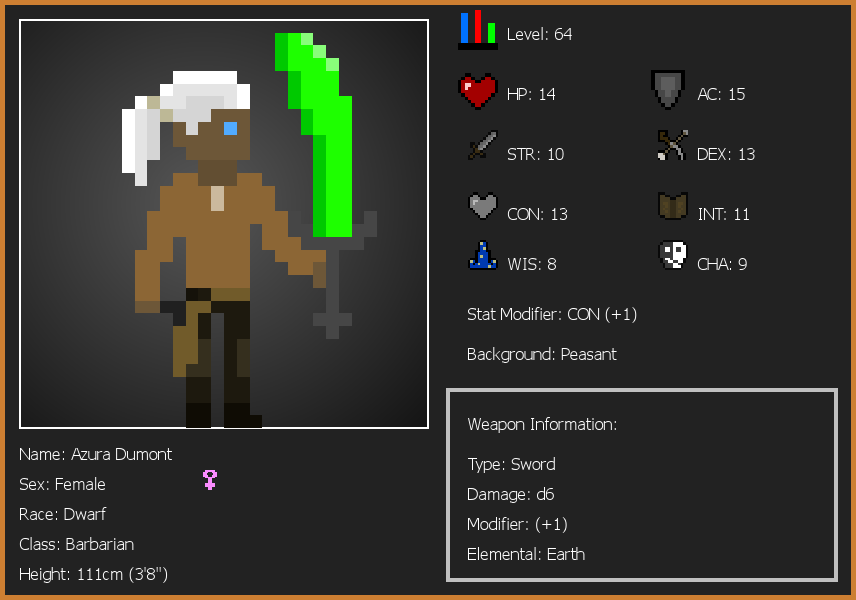 Level: 64
HP: 14
AC: 15
STR: 10
DEX: 13
CON: 13
INT: 11
WIS: 8
CHA: 9
Stat Modifier: CON (+1)
Background: Peasant
Weapon Information:
Type: Sword
Damage: d6
Modifier: (+1)
Elemental: Earth
Name: Azura Dumont
Sex: Female
Race: Dwarf
Class: Barbarian
Height: 111cm (3'8")